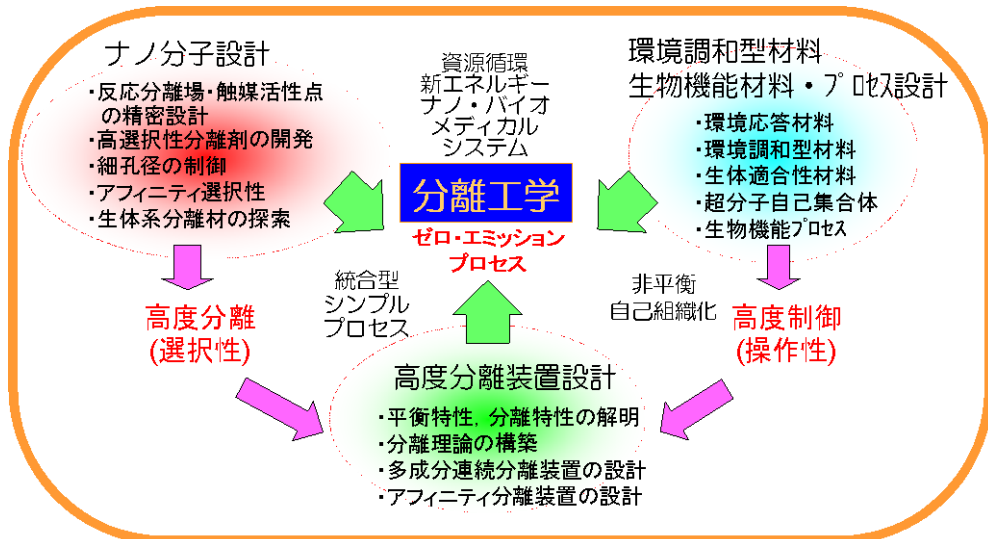 ナノ分子設計
・反応分離場・触媒活性点
の精密設計
・高選択性分離剤の開発
・細孔径の制御
・アフィニティ選択性
・生体系分離材の探索
資源循環
新エネルギー
ナノ・バイオ
メディカル
システム
環境調和型材料
生物機能材料・プロセス設計
・環境応答材料
・環境調和型材料
・生体適合性材料
・超分子自己集合体
・生物機能プロセス
分離工学
ゼロ・エミッション
プロセス
統合型
シンプル
プロセス
非平衡
自己組織化
高度分離
(選択性)
高度制御
(操作性)
高度分離装置設計
・平衡特性, 分離特性の解明
・分離理論の構築
・多成分連続分離装置の設計
・アフィニティ分離装置の設計